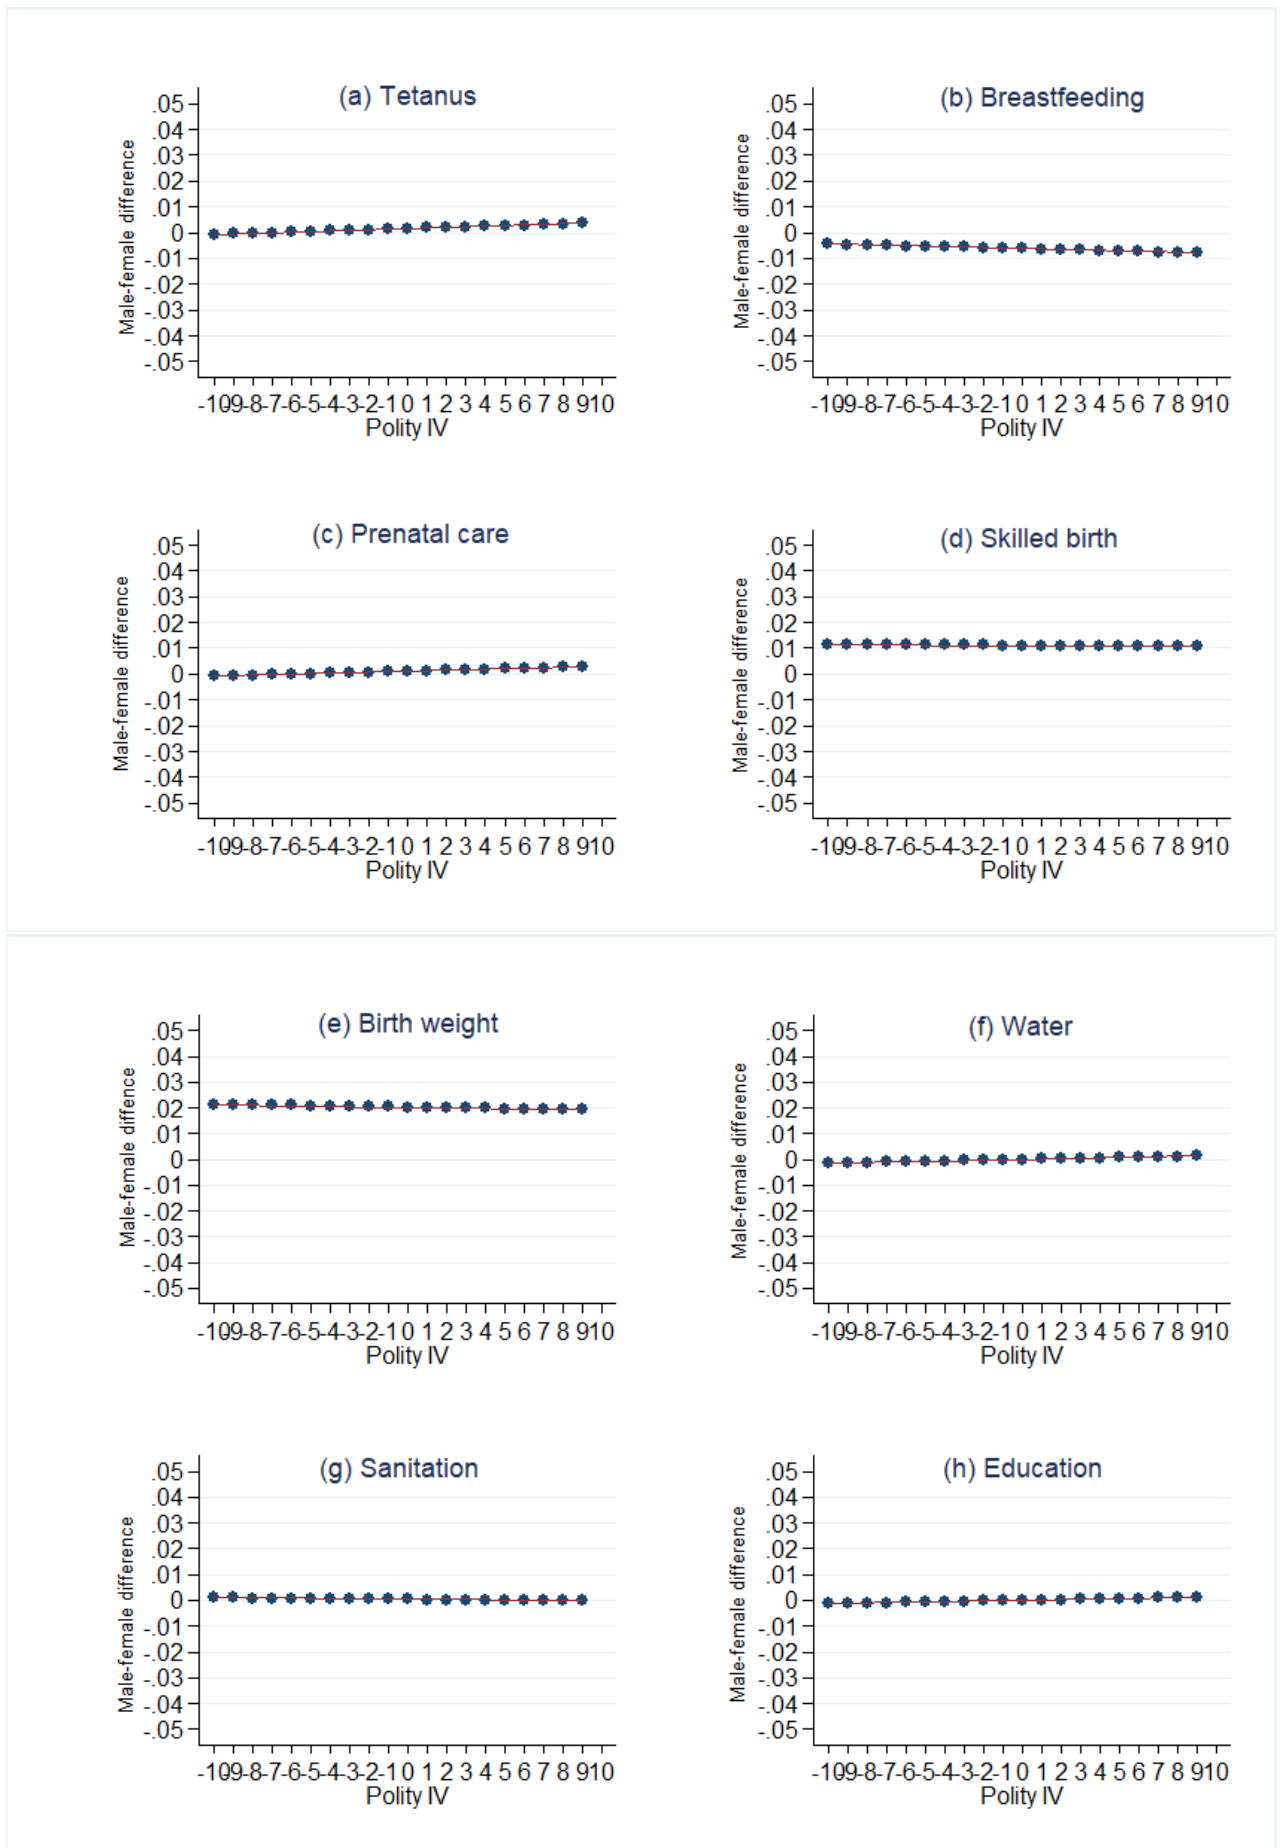 (a) Tetanus
.05
.04
.03
.02
.01
0
-.01
-.02
-.03
-.04
-.05
Male-female difference
-10-9-8-7-6-5-4-3-2-1 0 1 2 3 4 5 6 7 8 9 10
Polity IV
(b) Breastfeeding
.05
.04
.03
.02
.01
0
-.01
-.02
-.03
-.04
-.05
Male-female difference
-10-9-8-7-6-5-4-3-2-1 0 1 2 3 4 5 6 7 8 9 10
Polity IV
(c) Prenatal care
.05
.04
.03
.02
.01
0
-.01
-.02
-.03
-.04
-.05
Male-female difference
-10-9-8-7-6-5-4-3-2-1 0 1 2 3 4 5 6 7 8 9 10
Polity IV
(d) Skilled birth
.05
.04
.03
.02
.01
0
-.01
-.02
-.03
-.04
-.05
Male-female difference
-10-9-8-7-6-5-4-3-2-1 0 1 2 3 4 5 6 7 8 9 10
Polity IV
(e) Birth weight
.05
.04
.03
.02
.01
0
-.01
-.02
-.03
-.04
-.05
Male-female diffence
-10-9-8-7-6-5-4-3-2-1 0 1 2 3 4 5 6 7 8 9 10
Polity IV
(f) Water
.05
.04
.03
.02
.01
0
-.01
-.02
-.03
-.04
-.05
Male-female difference
-10-9-8-7-6-5-4-3-2-1 0 1 2 3 4 5 6 7 8 9 10
Polity IV
(g) Sanitation
.05
.04
.03
.02
.01
0
-.01
-.02
-.03
-.04
-.05
Male-female difference
-10-9-8-7-6-5-4-3-2-1 0 1 2 3 4 5 6 7 8 9 10
Polity IV
(h) Education
.05
.04
.03
.02
.01
0
-.01
-.02
-.03
-.04
-.05
Male-female difference
-10-9-8-7-6-5-4-3-2-1 0 1 2 3 4 5 6 7 8 9 10
Polity IV